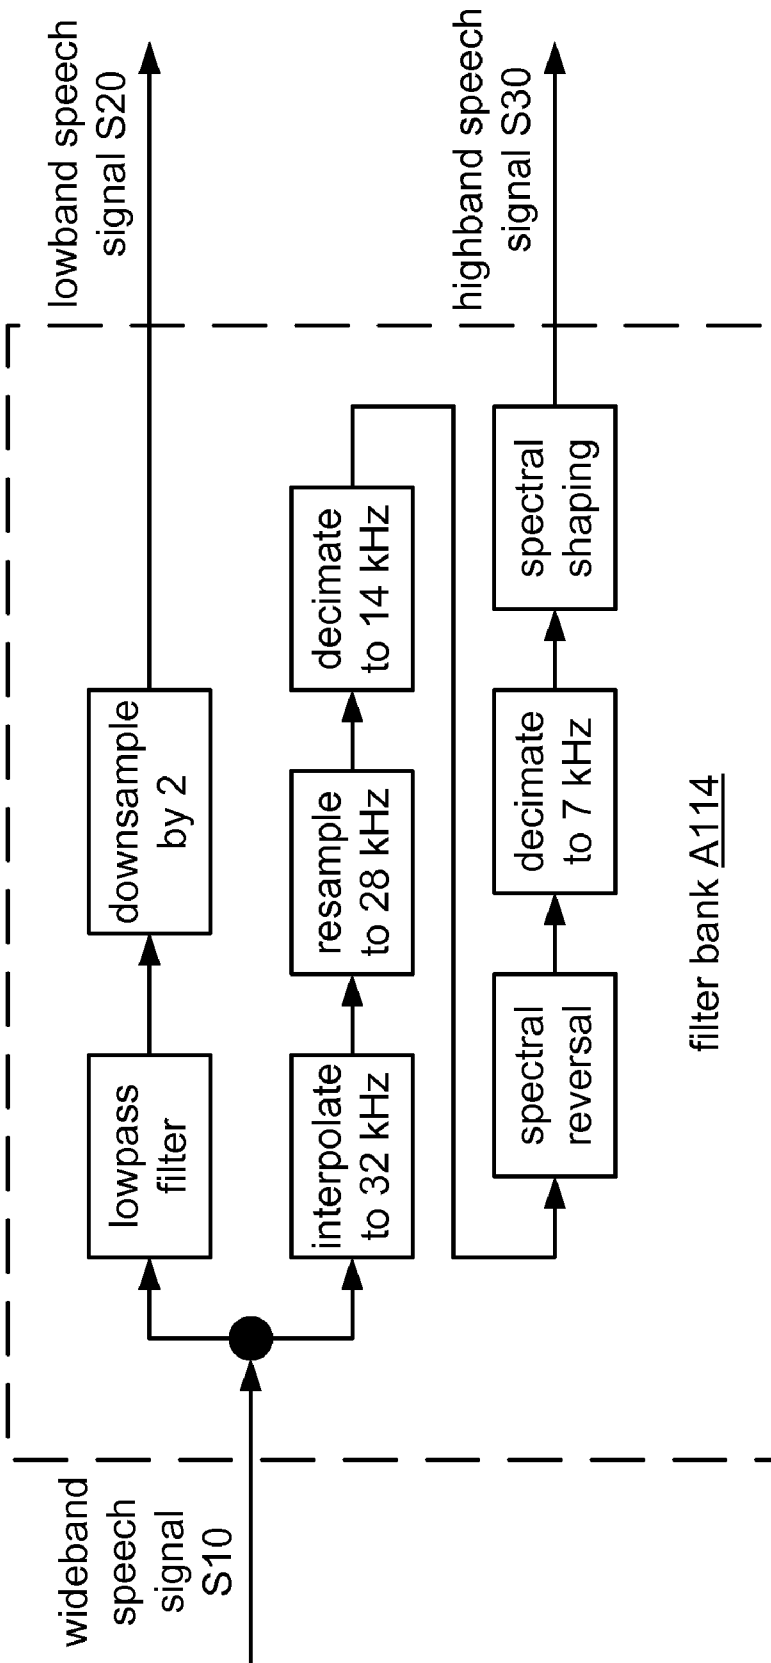 wideband
speech
signal
S10
lowpass
filter
downsample
by 2
lowband speech
signal S20
interpolate
to 32 kHz
resample
to 28 kHz
decimate
to 14 kHz
spectral
reversal
decimate
to 7 kHz
spectral
shaping
highband speech
signal S30
filter bank A114